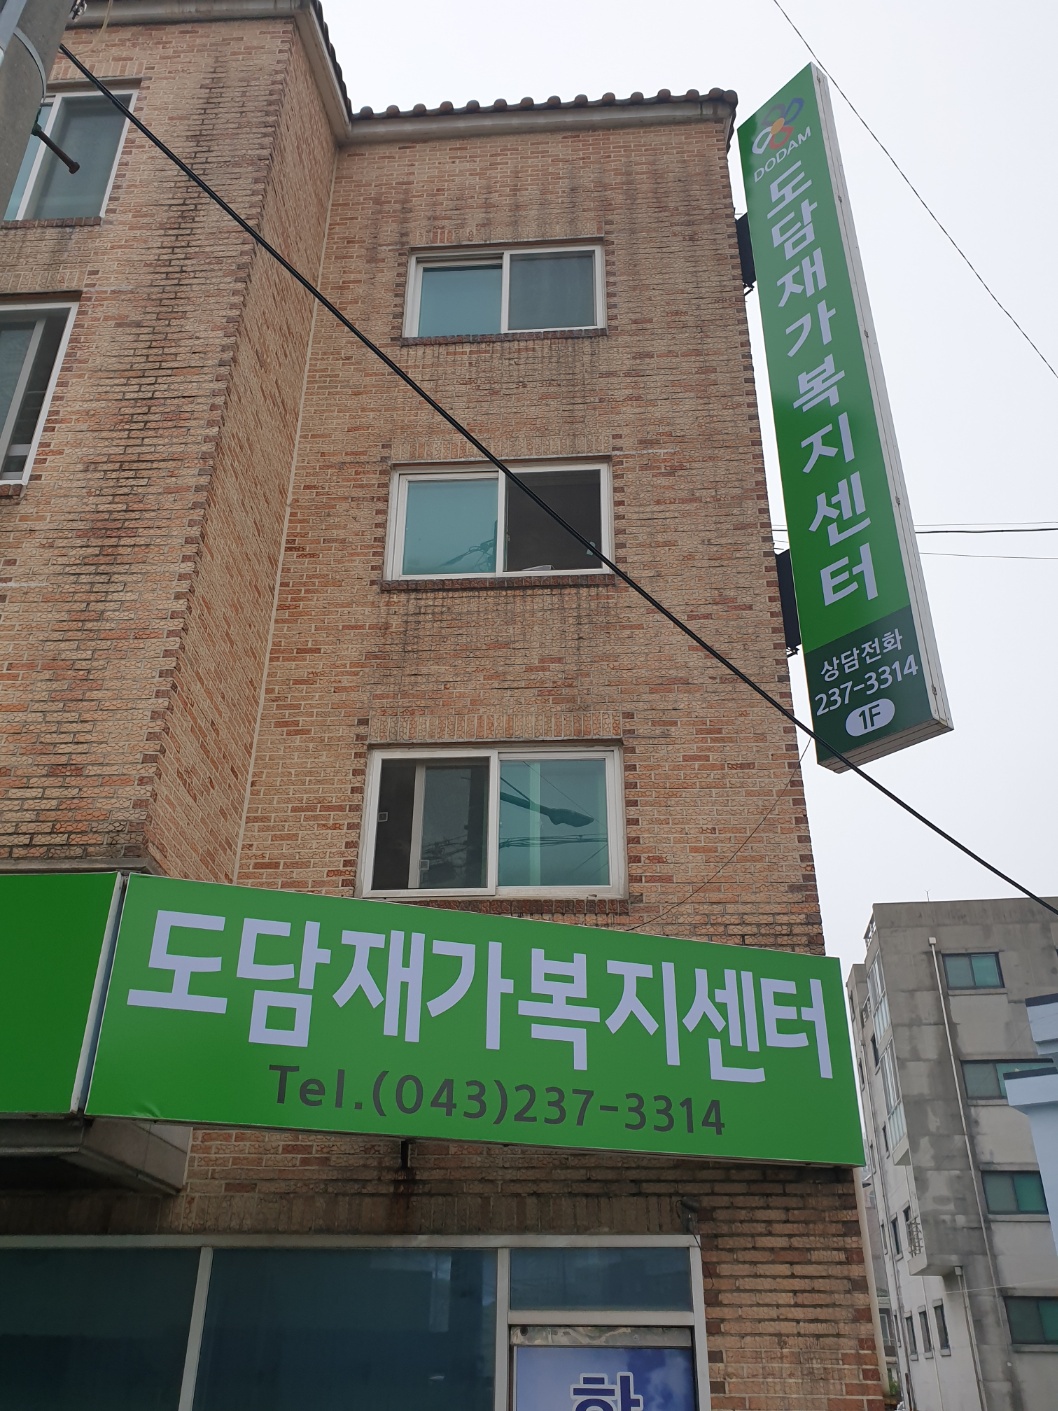 DODAM
도담재가복지센터
상담전화
237-3314
1F
도담재가복지센터
Tel.(043)237-3314